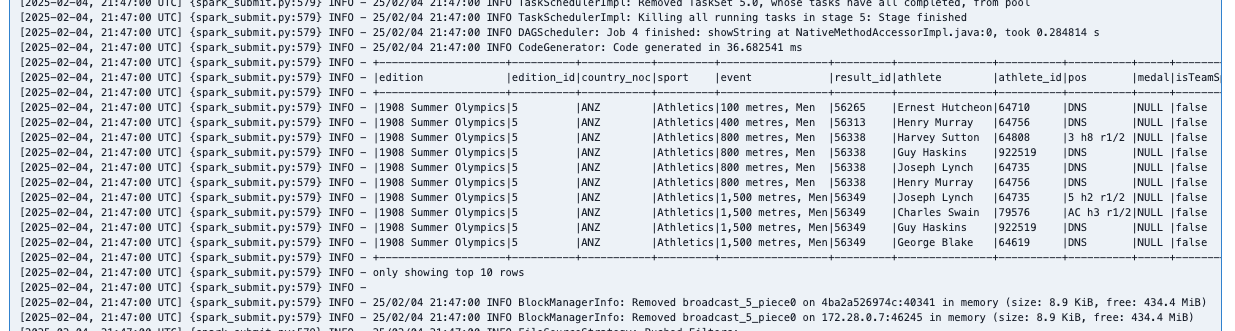 [2025-02-04, 21:47:00 UTC] {spark_submit.py:579} INFO - 25/02/04 21:47:00 INFO TaskSchedulerImpl: Removed TaskSet 5.0, whose tasks have all completed, from pool
[2025-02-04, 21:47:00 UTC] {spark_submit.py:579} INFO - 25/02/04 21:47:00 INFO TaskSchedulerImpl: Killing all running tasks in stage 5: Stage finished
[2025-02-04, 21:47:00 UTC] {spark_submit.py:579} INFO - 25/02/04 21:47:00 INFO DAGScheduler: Job 4 finished: showString at NativeMethodAccessorImpl.java:0, took 0.284814 s
[2025-02-04, 21:47:00 UTC] {spark_submit.py:579} INFO - 25/02/04 21:47:00 INFO CodeGenerator: Code generated in 36.682541 ms
[2025-02-04, 21:47:00 UTC] {spark_submit.py:579} INFO - +--------------------+----------+-----------+---------+-----------------+---------+---------------+----------+----------+-----+-------
[2025-02-04, 21:47:00 UTC] {spark_submit.py:579} INFO - |edition             |edition_id|country_noc|sport    |event            |result_id|athlete        |athlete_id|pos       |medal|isTeamS
[2025-02-04, 21:47:00 UTC] {spark_submit.py:579} INFO - +--------------------+----------+-----------+---------+-----------------+---------+---------------+----------+----------+-----+-------
[2025-02-04, 21:47:00 UTC] {spark_submit.py:579} INFO - |1908 Summer Olympics|5         |ANZ        |Athletics|100 metres, Men  |56265    |Ernest Hutcheon|64710     |DNS       |NULL |false
[2025-02-04, 21:47:00 UTC] {spark_submit.py:579} INFO - |1908 Summer Olympics|5         |ANZ        |Athletics|400 metres, Men  |56313    |Henry Murray   |64756     |DNS       |NULL |false
[2025-02-04, 21:47:00 UTC] {spark_submit.py:579} INFO - |1908 Summer Olympics|5         |ANZ        |Athletics|800 metres, Men  |56338    |Harvey Sutton  |64808     |3 h8 r1/2 |NULL |false
[2025-02-04, 21:47:00 UTC] {spark_submit.py:579} INFO - |1908 Summer Olympics|5         |ANZ        |Athletics|800 metres, Men  |56338    |Guy Haskins    |922519    |DNS       |NULL |false
[2025-02-04, 21:47:00 UTC] {spark_submit.py:579} INFO - |1908 Summer Olympics|5         |ANZ        |Athletics|800 metres, Men  |56338    |Joseph Lynch   |64735     |DNS       |NULL |false
[2025-02-04, 21:47:00 UTC] {spark_submit.py:579} INFO - |1908 Summer Olympics|5         |ANZ        |Athletics|800 metres, Men  |56338    |Henry Murray   |64756     |DNS       |NULL |false
[2025-02-04, 21:47:00 UTC] {spark_submit.py:579} INFO - |1908 Summer Olympics|5         |ANZ        |Athletics|1,500 metres, Men|56349    |Joseph Lynch   |64735     |5 h2 r1/2 |NULL |false
[2025-02-04, 21:47:00 UTC] {spark_submit.py:579} INFO - |1908 Summer Olympics|5         |ANZ        |Athletics|1,500 metres, Men|56349    |Charles Swain  |79576     |AC h3 r1/2|NULL |false
[2025-02-04, 21:47:00 UTC] {spark_submit.py:579} INFO - |1908 Summer Olympics|5         |ANZ        |Athletics|1,500 metres, Men|56349    |Guy Haskins    |922519    |DNS       |NULL |false
[2025-02-04, 21:47:00 UTC] {spark_submit.py:579} INFO - |1908 Summer Olympics|5         |ANZ        |Athletics|1,500 metres, Men|56349    |George Blake   |64619     |DNS       |NULL |false
[2025-02-04, 21:47:00 UTC] {spark_submit.py:579} INFO - +--------------------+----------+-----------+---------+-----------------+---------+---------------+----------+----------+-----+-------
[2025-02-04, 21:47:00 UTC] {spark_submit.py:579} INFO - only showing top 10 rows
[2025-02-04, 21:47:00 UTC] {spark_submit.py:579} INFO -
[2025-02-04, 21:47:00 UTC] {spark_submit.py:579} INFO - 25/02/04 21:47:00 INFO BlockManagerInfo: Removed broadcast_5_piece0 on 4ba2a526974c:40341 in memory (size: 8.9 KiB, free: 434.4 MiB)
[2025-02-04, 21:47:00 UTC] {spark_submit.py:579} INFO - 25/02/04 21:47:00 INFO BlockManagerInfo: Removed broadcast_5_piece0 on 172.28.0.7:46245 in memory (size: 8.9 KiB, free: 434.4 MiB)
[2025-02-04, 21:47:00 UTC] {spark_submit.py:579} INFO - 25/02/04 21:47:00 INFO FileSourceStrategy: Pushed Filters: